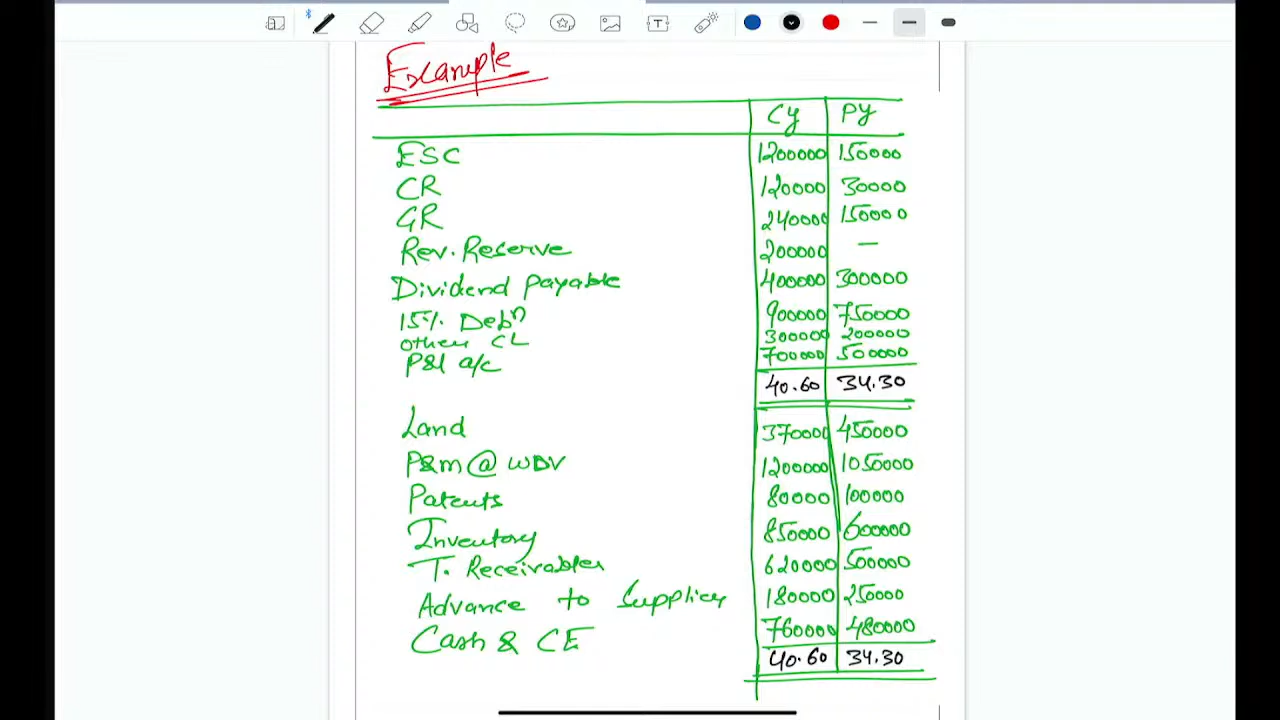 Example
CY PY
ESC 1200000 150000
CR 120000 30000
GR 240000 150000
Rev. Reserve 200000 —
Dividend Payable 400000 300000
15% Debn 900000 750000
Other CL 300000 200000
P&L a/c 700000 500000
40.60 34.30
Land 370000 450000
P&M @ WDV 1200000 1050000
Patents 80000 100000
Inventory 850000 600000
T. Receivables 620000 500000
Advance to Supplier 180000 250000
Cash & CE 760000 480000
40.60 34.30